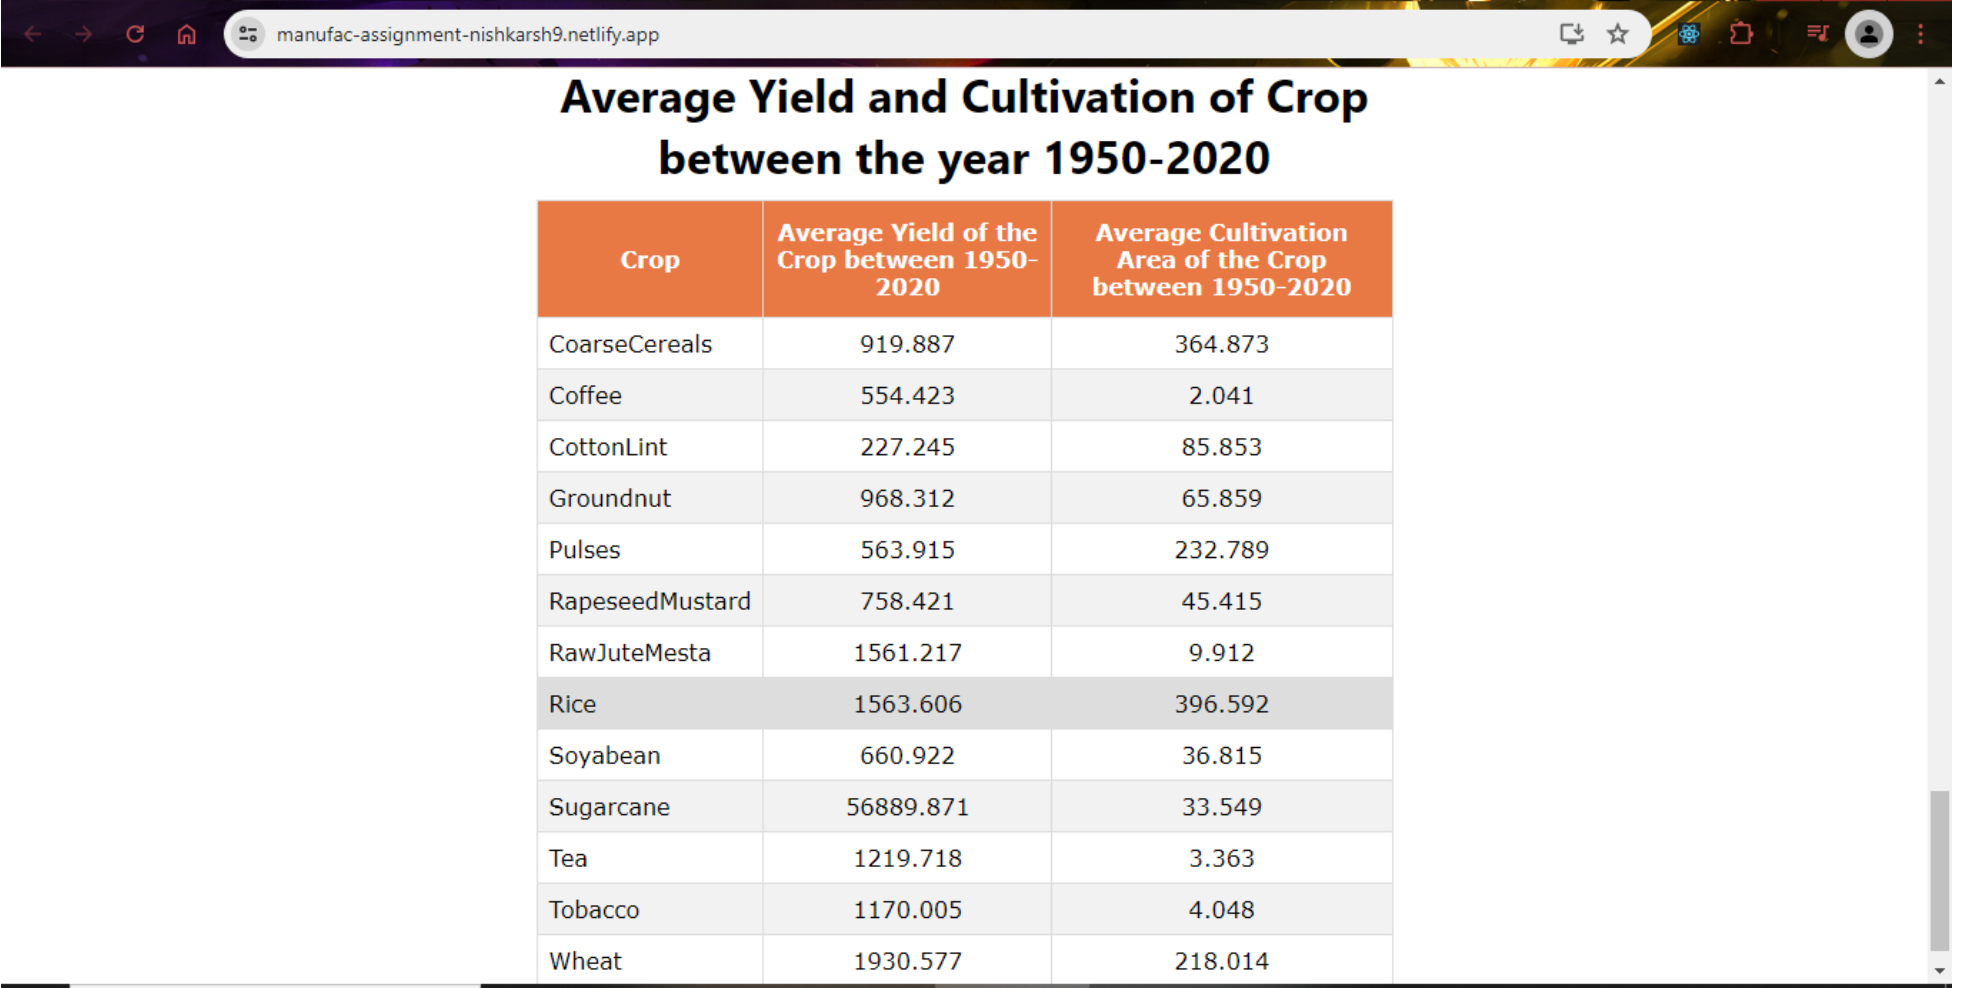 manufac-assignment-nishkarsh9.netlify.app
Average Yield and Cultivation of Crop
between the year 1950-2020
Crop
Average Yield of the
Crop between 1950-
2020
Average Cultivation
Area of the Crop
between 1950-2020
CoarseCereals 919.887 364.873
Coffee 554.423 2.041
CottonLint 227.245 85.853
Groundnut 968.312 65.859
Pulses 563.915 232.789
RapeseedMustard 758.421 45.415
RawJuteMesta 1561.217 9.912
Rice 1563.606 396.592
Soyabean 660.922 36.815
Sugarcane 56889.871 33.549
Tea 1219.718 3.363
Tobacco 1170.005 4.048
Wheat 1930.577 218.014